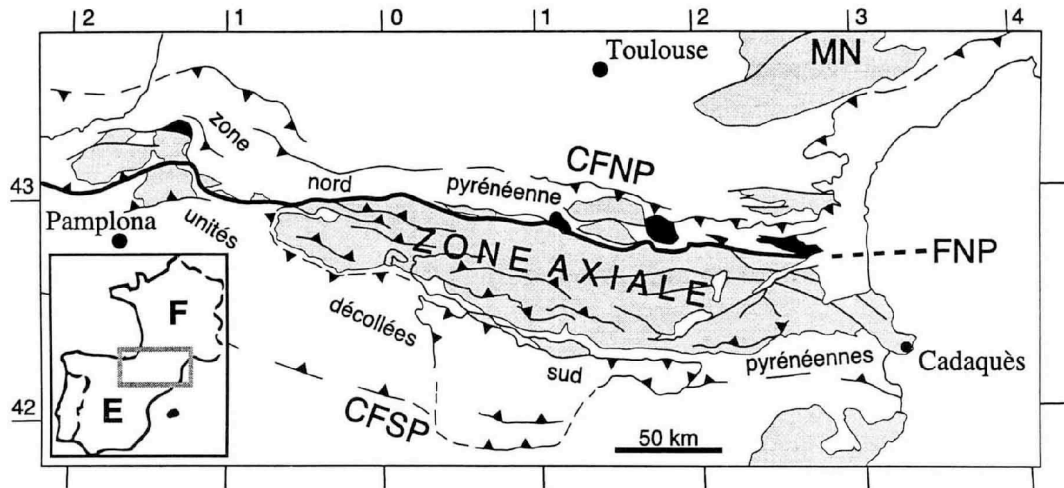 2 1 0 1 2 3 4
Toulouse
MN
zone
CFNP
43
nord
pyrénéenne
Pamplona
unités
ZONE AXIALE
FNP
F
décollées
E
sud
pyrénéennes
Cadaquès
42
CFSP
50 km